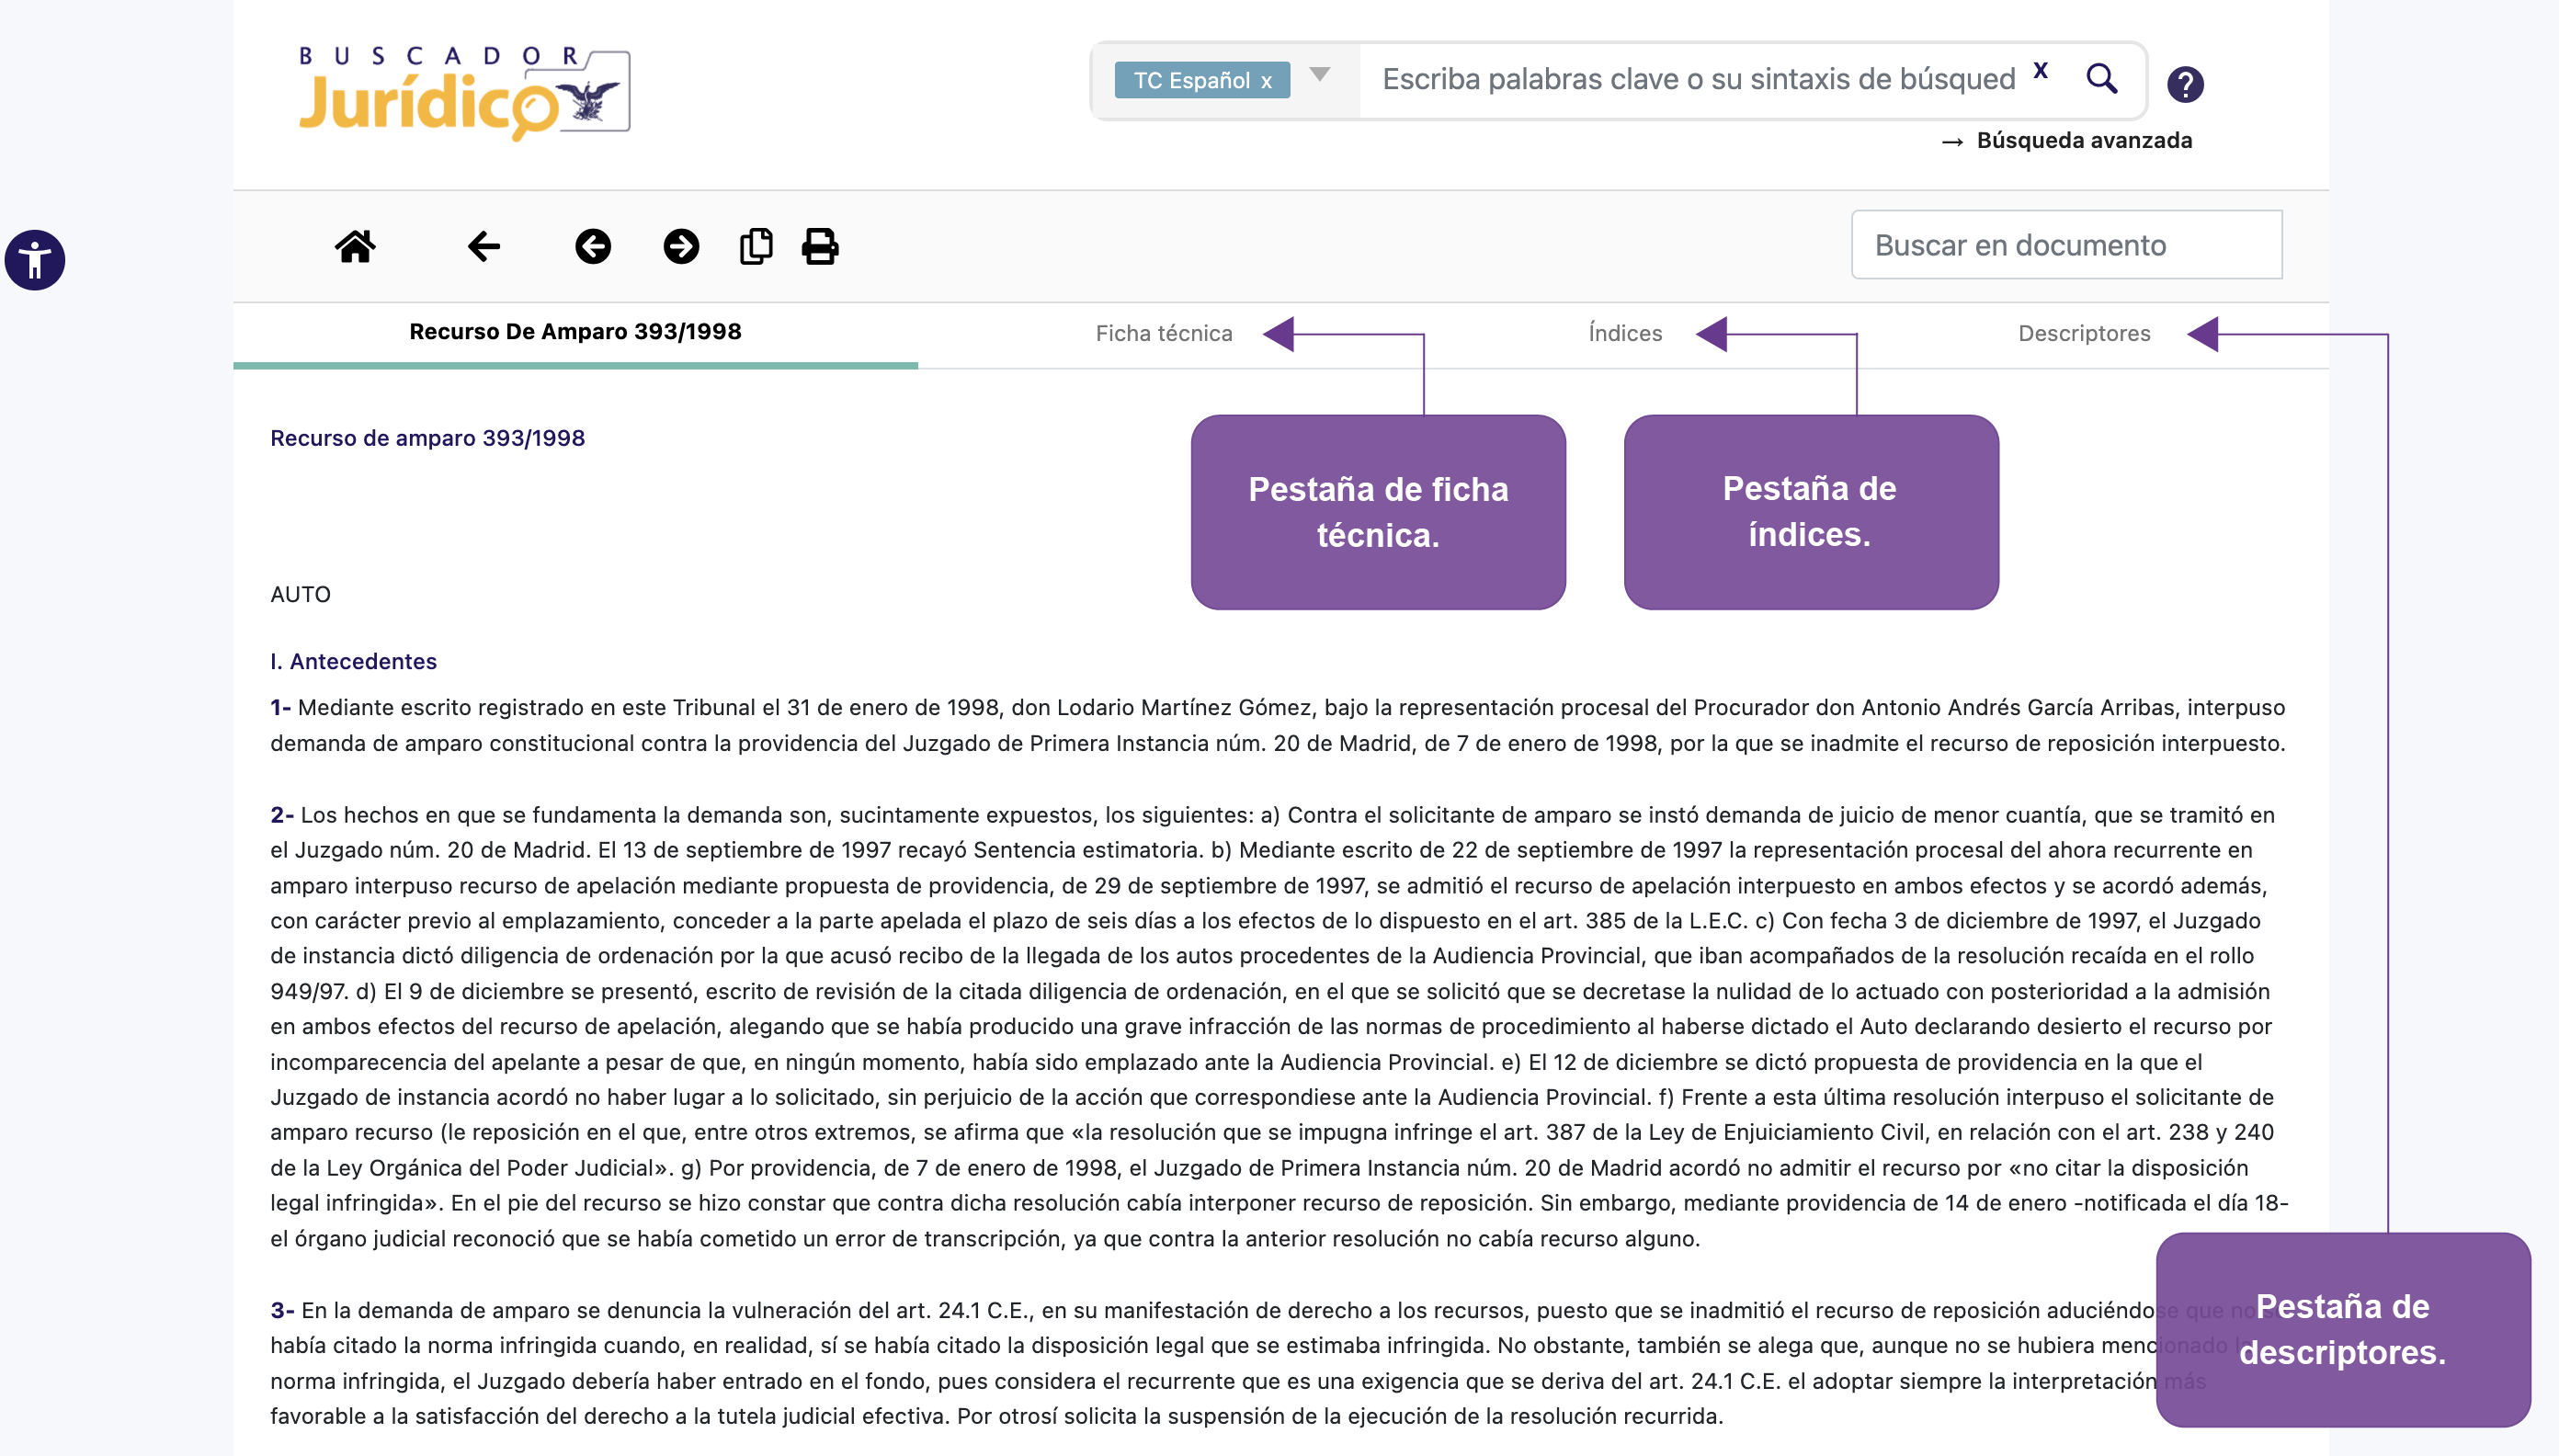 BUSCADOR
Jurídico
TC Español x
Escriba palabras clave o su sintaxis de búsqued
x
?
→ Búsqueda avanzada
Buscar en documento
Recurso De Amparo 393/1998
Ficha técnica
Índices
Descriptores
Pestaña de ficha
técnica.
Pestaña de
índices.
Recurso de amparo 393/1998
AUTO
I. Antecedentes
1- Mediante escrito registrado en este Tribunal el 31 de enero de 1998, don Lodario Martínez Gómez, bajo la representación procesal del Procurador don Antonio Andrés García Arribas, interpuso
demanda de amparo constitucional contra la providencia del Juzgado de Primera Instancia núm. 20 de Madrid, de 7 de enero de 1998, por la que se inadmite el recurso de reposición interpuesto.
2- Los hechos en que se fundamenta la demanda son, sucintamente expuestos, los siguientes: a) Contra el solicitante de amparo se instó demanda de juicio de menor cuantía, que se tramitó en
el Juzgado núm. 20 de Madrid. El 13 de septiembre de 1997 recayó Sentencia estimatoria. b) Mediante escrito de 22 de septiembre de 1997 la representación procesal del ahora recurrente en
amparo interpuso recurso de apelación mediante propuesta de providencia, de 29 de septiembre de 1997, se admitió el recurso de apelación interpuesto en ambos efectos y se acordó además,
con carácter previo al emplazamiento, conceder a la parte apelada el plazo de seis días a los efectos de lo dispuesto en el art. 385 de la L.E.C. c) Con fecha 3 de diciembre de 1997, el Juzgado
de instancia dictó diligencia de ordenación por la que acusó recibo de la llegada de los autos procedentes de la Audiencia Provincial, que iban acompañados de la resolución recaída en el rollo
949/97. d) El 9 de diciembre se presentó, escrito de revisión de la citada diligencia de ordenación, en el que se solicitó que se decretase la nulidad de lo actuado con posterioridad a la admisión
en ambos efectos del recurso de apelación, alegando que se había producido una grave infracción de las normas de procedimiento al haberse dictado el Auto declarando desierto el recurso por
incomparecencia del apelante a pesar de que, en ningún momento, había sido emplazado ante la Audiencia Provincial. e) El 12 de diciembre se dictó propuesta de providencia en la que el
Juzgado de instancia acordó no haber lugar a lo solicitado, sin perjuicio de la acción que correspondiese ante la Audiencia Provincial. f) Frente a esta última resolución interpuso el solicitante de
amparo recurso (le reposición en el que, entre otros extremos, se afirma que «la resolución que se impugna infringe el art. 387 de la Ley de Enjuiciamiento Civil, en relación con el art. 238 y 240
de la Ley Orgánica del Poder Judicial». g) Por providencia, de 7 de enero de 1998, el Juzgado de Primera Instancia núm. 20 de Madrid acordó no admitir el recurso por «no citar la disposición
legal infringida». En el pie del recurso se hizo constar que contra dicha resolución cabía interponer recurso de reposición. Sin embargo, mediante providencia de 14 de enero -notificada el día 18-
el órgano judicial reconoció que se había cometido un error de transcripción, ya que contra la anterior resolución no cabía recurso alguno.
3- En la demanda de amparo se denuncia la vulneración del art. 24.1 C.E., en su manifestación de derecho a los recursos, puesto que se inadmitió el recurso de reposición aduciéndose que no
había citado la norma infringida cuando, en realidad, sí se había citado la disposición legal que se estimaba infringida. No obstante, también se alega que, aunque no se hubiera mencionado
norma infringida, el Juzgado debería haber entrado en el fondo, pues considera el recurrente que es una exigencia que se deriva del art. 24.1 C.E. el adoptar siempre la interpretación más
favorable a la satisfacción del derecho a la tutela judicial efectiva. Por otrosí solicita la suspensión de la ejecución de la resolución recurrida.
Pestaña de
descriptores.